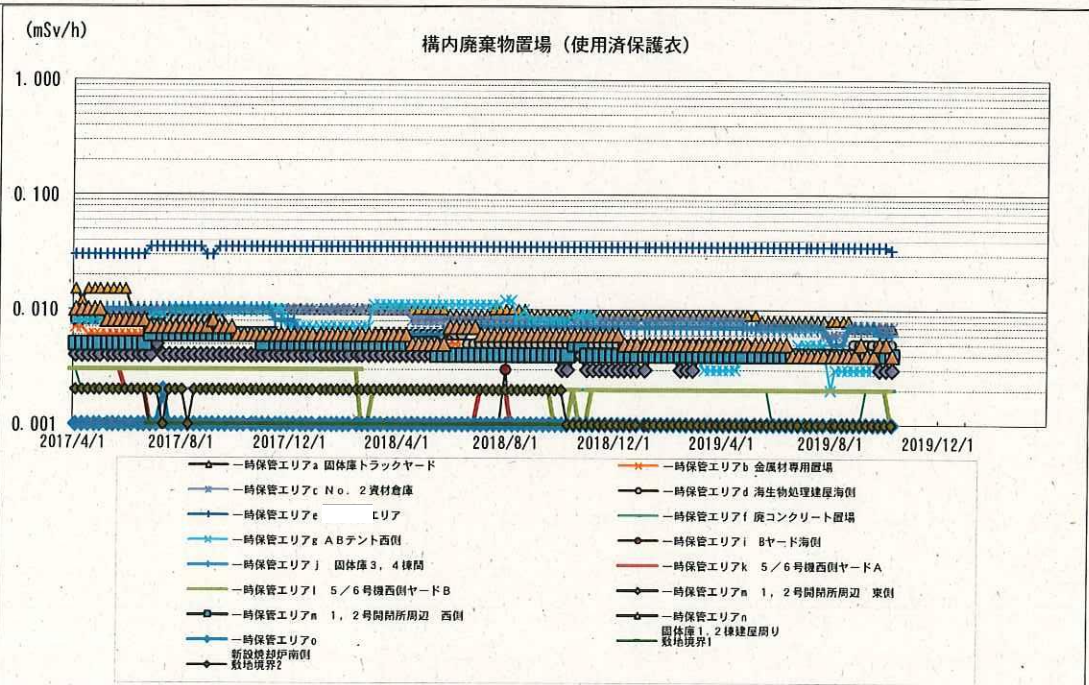 (mSv/h)
構内廃棄物置場（使用済保護衣）
1.000
0.100
0.010
0.001
2017/4/1 2017/8/1 2017/12/1 2018/4/1 2018/8/1 2018/12/1 2019/4/1 2019/8/1 2019/12/1
一時保管エリアa 固体庫トラックヤード
一時保管エリアb 金属材専用置場
一時保管エリアc No．2資材倉庫
一時保管エリアd 海生物処理建屋海側
一時保管エリアe エリア
一時保管エリアf 廃コンクリート置場
一時保管エリアg ABテント西側
一時保管エリアi Bヤード海側
一時保管エリアj 固体庫3，4棟間
一時保管エリアk 5／6号機西側ヤードA
一時保管エリアl 5／6号機西側ヤードB
一時保管エリアm 1，2号開閉所周辺 東側
一時保管エリアm 1，2号開閉所周辺 西側
一時保管エリアn
固体庫1，2棟建屋周り
一時保管エリアo
敷地境界1
新設焼却炉南側
敷地境界2